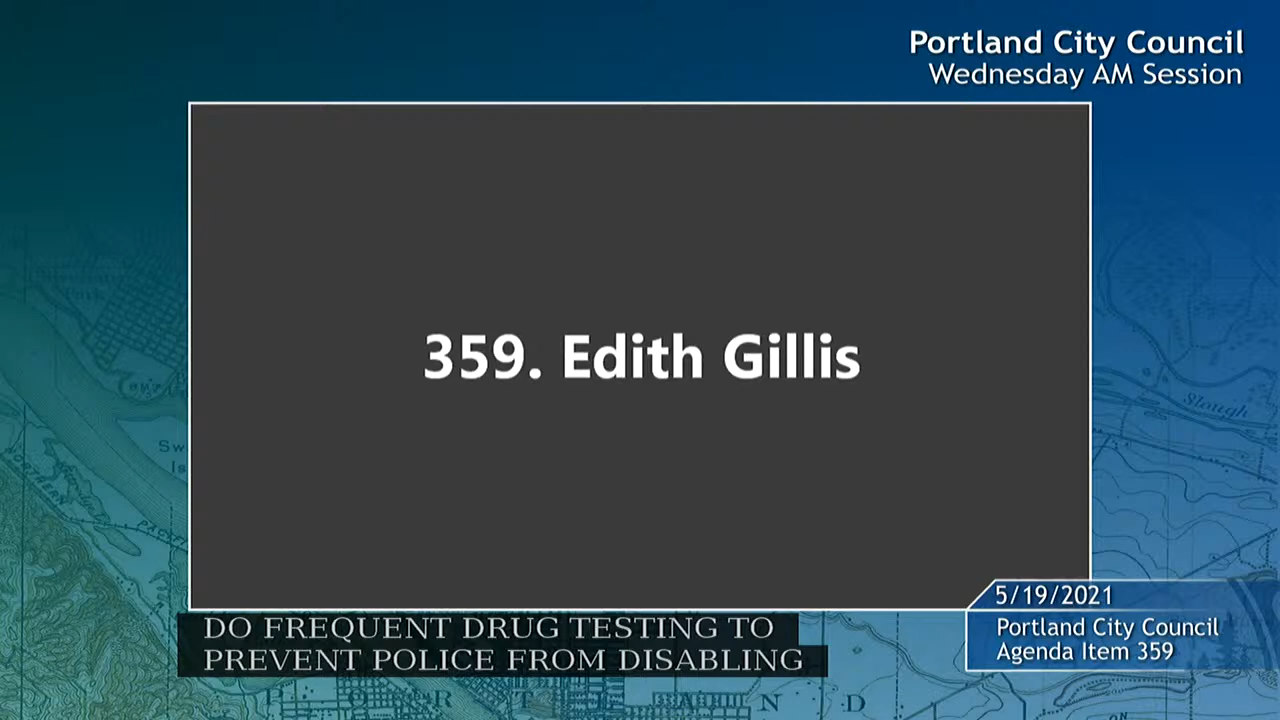 Portland City Council
Wednesday AM Session
359. Edith Gillis
Slough
5/19/2021
Portland City Council
Agenda Item 359
DO FREQUENT DRUG TESTING TO
PREVENT POLICE FROM DISABLING